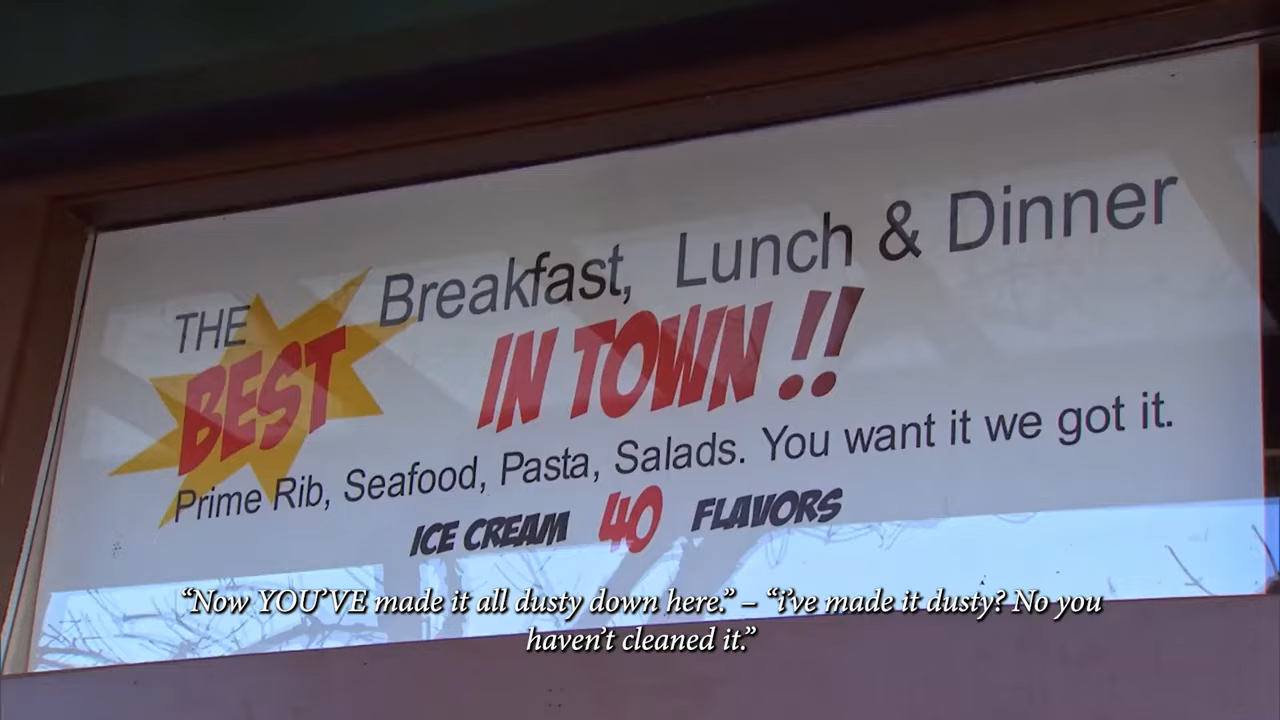 THE BEST Breakfast, Lunch & Dinner
IN TOWN !!
Prime Rib, Seafood, Pasta, Salads. You want it we got it.
ICE CREAM 40 FLAVORS
“Now YOU’VE made it all dusty down here.” – “i’ve made it dusty? No you
haven’t cleaned it.”